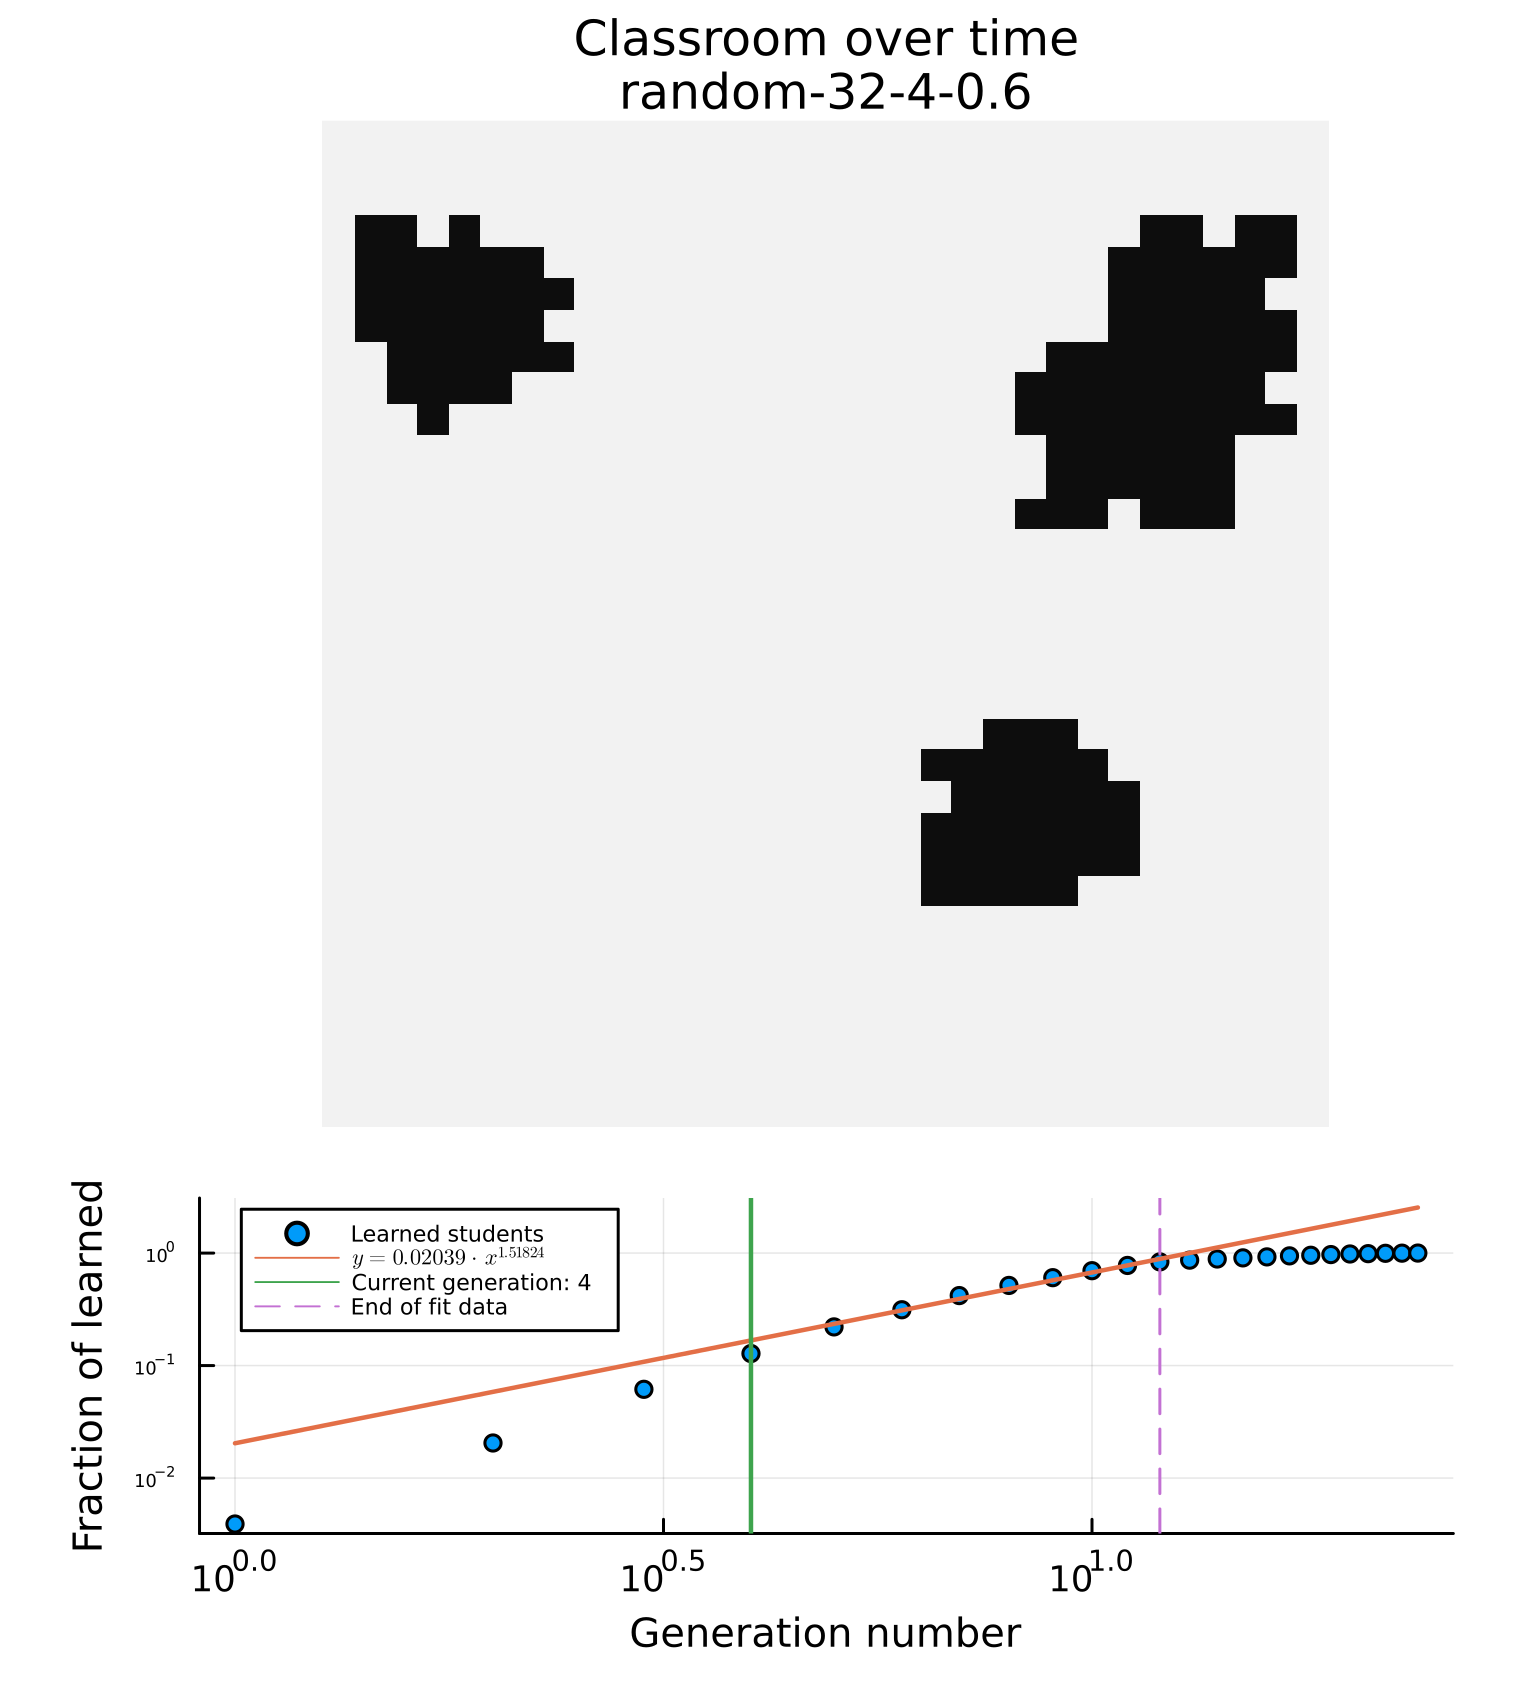 Classroom over time
random-32-4-0.6
Fraction of learned
10⁰
10⁻¹
10⁻²
Learned students
y = 0.02039 · x^1.51824
Current generation: 4
End of fit data
10^0.0
10^0.5
10^1.0
Generation number